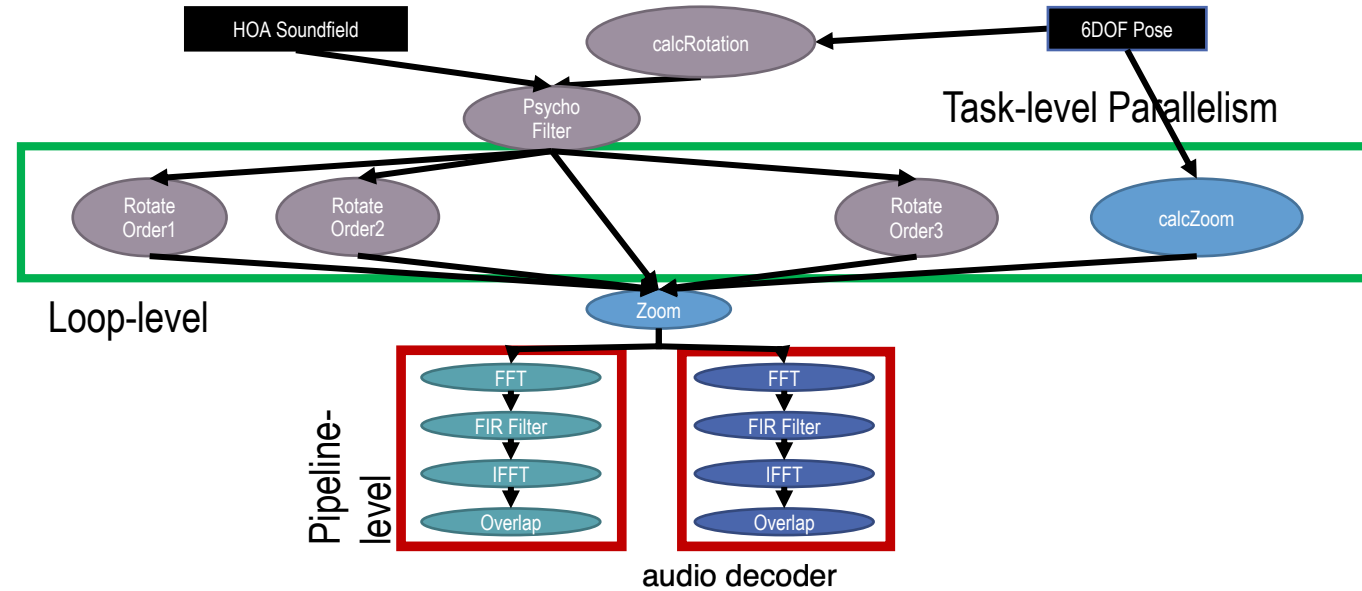 HOA Soundfield
calcRotation
6DOF Pose
Psycho
Filter
Task-level Parallelism
Rotate
Order1
Rotate
Order2
Rotate
Order3
calcZoom
Loop-level
Zoom
Pipeline-
level
FFT
FIR Filter
IFFT
Overlap
FFT
FIR Filter
IFFT
Overlap
audio decoder